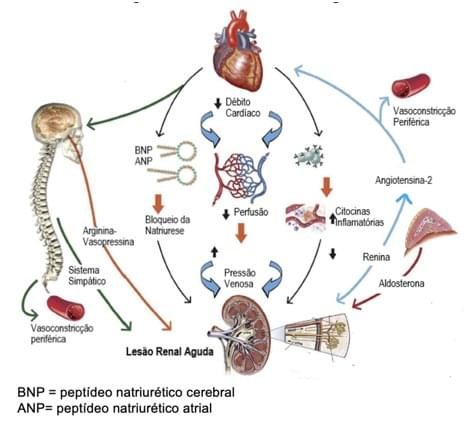 Débito
Cardíaco
Vasoconstricção
Periférica
BNP
ANP
Angiotensina-2
Bloqueio da
Natriurese
Perfusão
Citocinas
Inflamatórias
Arginina-
Vasopressina
Renina
Aldosterona
Sistema
Simpático
Pressão
Venosa
Vasoconstricção
periférica
Lesão Renal Aguda
BNP = peptídeo natriurético cerebral
ANP= peptídeo natriurético atrial